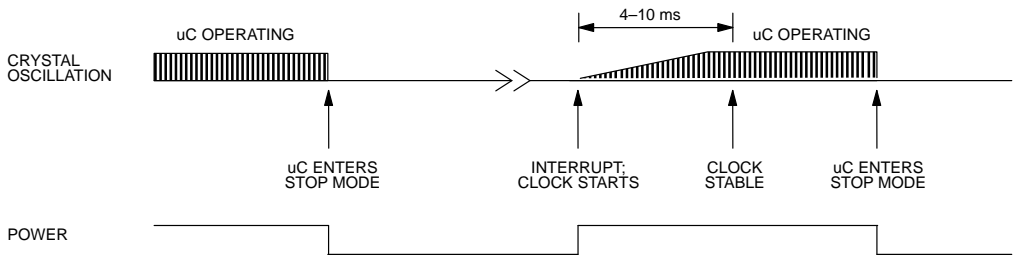 4–10 ms
uC OPERATING
uC OPERATING
CRYSTAL
OSCILLATION
uC ENTERS
STOP MODE
INTERRUPT;
CLOCK STARTS
CLOCK
STABLE
uC ENTERS
STOP MODE
POWER